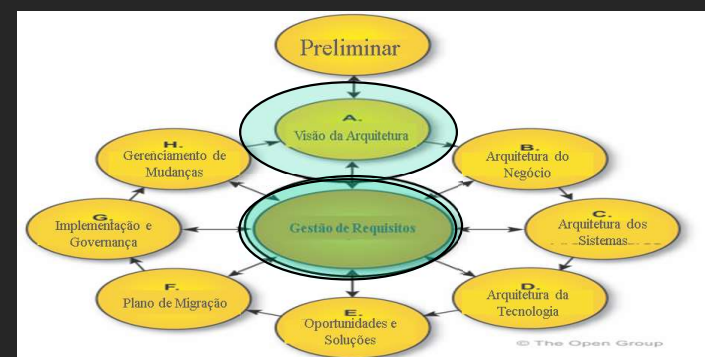 Preliminar
A.
Visão da Arquitetura
H.
Gerenciamento de
Mudanças
B.
Arquitetura do
Negócio
G.
Implementação e
Governança
Gestão de Requisitos
C.
Arquitetura dos
Sistemas
F.
Plano de Migração
D.
Arquitetura da
Tecnologia
E.
Oportunidades e
Soluções
© The Open Group